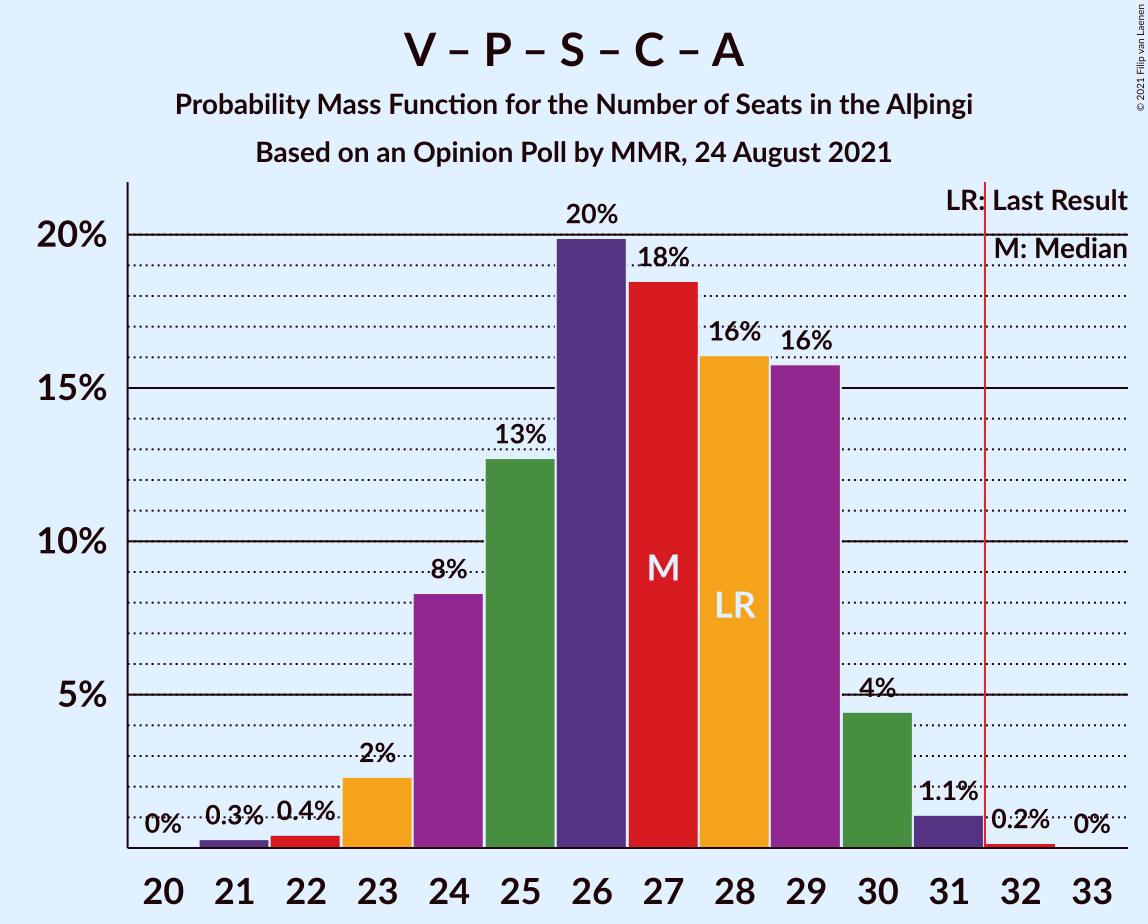 V – P – S – C – A
Probability Mass Function for the Number of Seats in the Alþingi
Based on an Opinion Poll by MMR, 24 August 2021
© 2021 Filip van Laenen
LR: Last Result
M: Median
20%
15%
10%
5%
0%
0.3%
0.4%
2%
8%
13%
20%
18%
16%
16%
4%
1.1%
0.2%
0%
M
LR
20 21 22 23 24 25 26 27 28 29 30 31 32 33